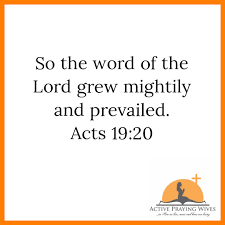 So the word of the
Lord grew mightily
and prevailed.
Acts 19:20
ACTIVE PRAYING WIVES